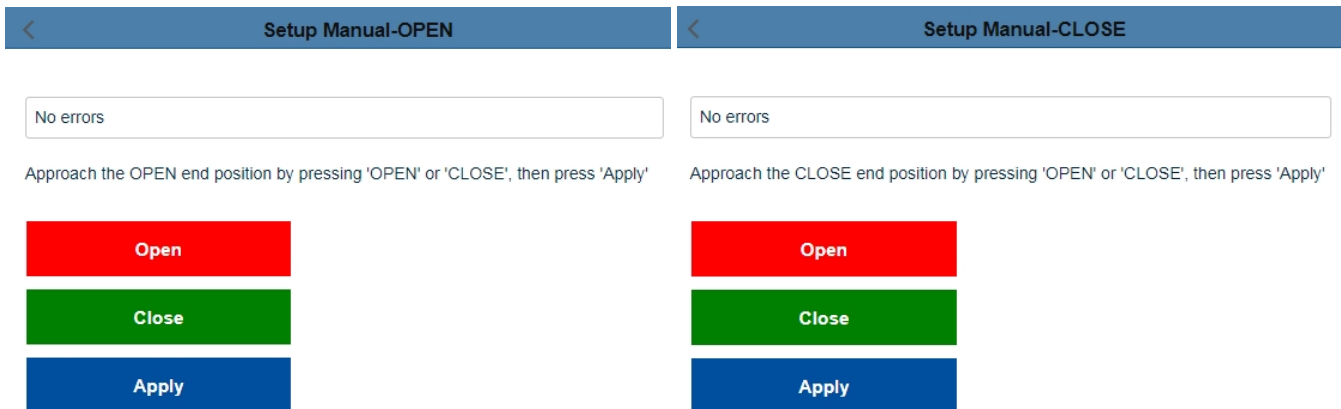 Setup Manual-OPEN
No errors
Approach the OPEN end position by pressing 'OPEN' or 'CLOSE', then press 'Apply'
Open
Close
Apply
Setup Manual-CLOSE
No errors
Approach the CLOSE end position by pressing 'OPEN' or 'CLOSE', then press 'Apply'
Open
Close
Apply